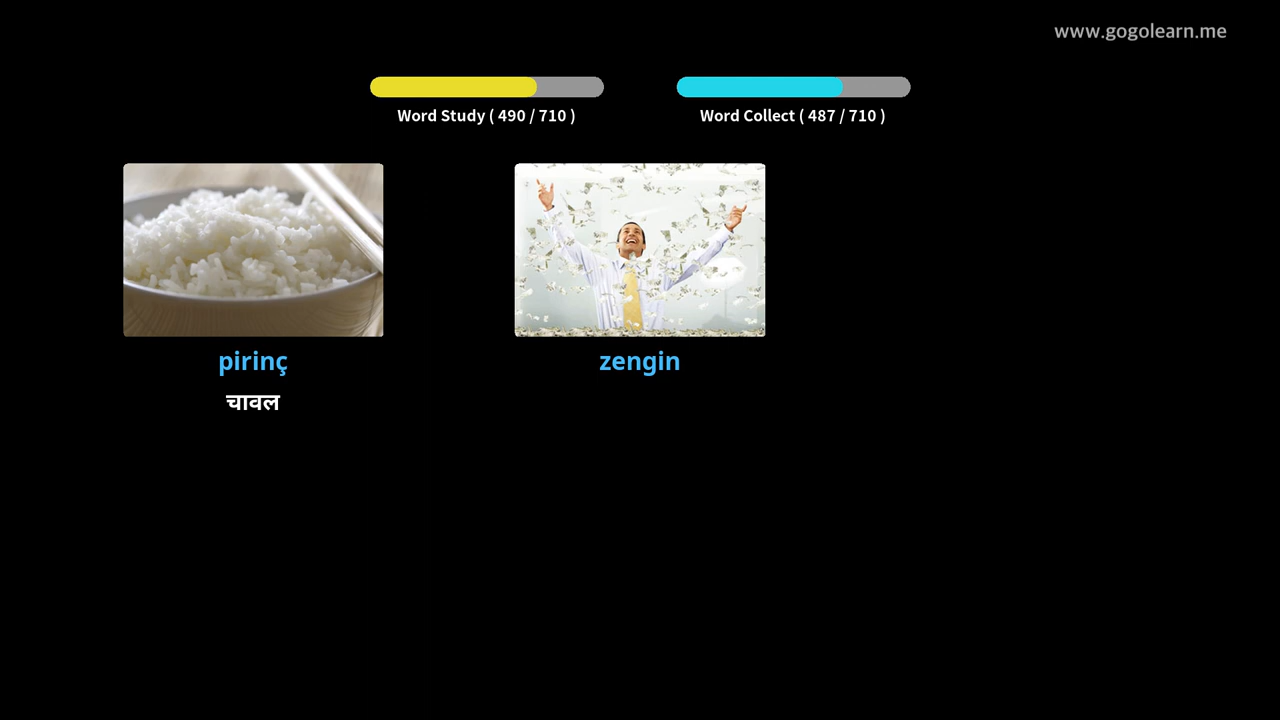 www.gogolearn.me
Word Study ( 490 / 710 )
Word Collect ( 487 / 710 )
pirinç
zengin
चावल